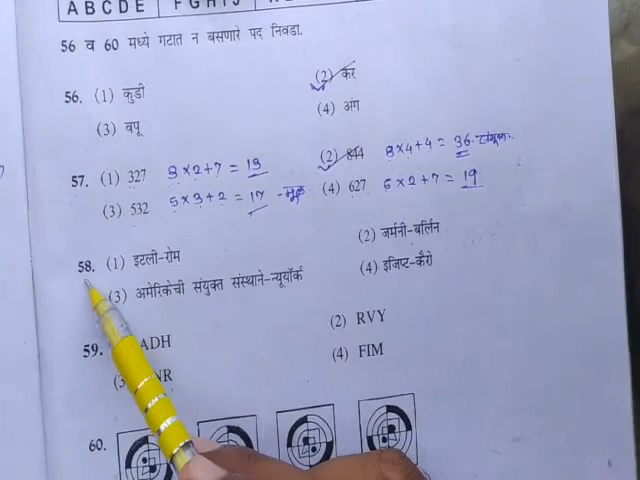 A B C D E F G H I J
56 व 60 मध्ये गटात न बसणारे पद निवडा.
56. (1) कुडी (2) कर
(3) वपू (4) अंग
57. (1) 327 3×2+7 = 13 (2) 844 8×4+4 = 36
(3) 532 5×3+2 = 17 (4) 627 6×2+7 = 19
58. (1) इटली-रोम (2) जर्मनी-बर्लिन
(3) अमेरिकेची संयुक्त संस्थाने-न्यूयॉर्क (4) इजिप्ट-कैरो
59. ADH (2) RVY
(3 NR (4) FIM
60.